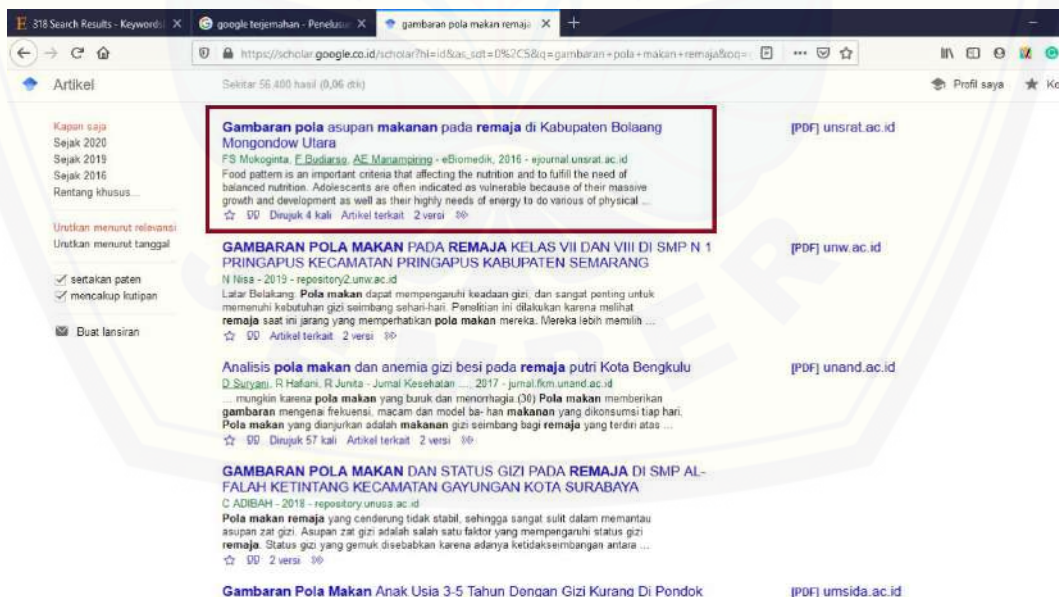 318 Search Results - Keywords
google terjemahan - Penelusu
gambaran pola makan remaja
https://scholar.google.co.id/scholar?hl=id&as_sdt=0%2C5&q=gambaran+pola+makan+remaja&oq=
Artikel
Sekitar 56.400 hasil (0,06 dtk)
Profil saya
Ko
Kapan saja
Sejak 2020
Sejak 2019
Sejak 2016
Rentang khusus...
Urutkan menurut relevansi
Urutkan menurut tanggal
sertakan paten
mencakup kutipan
Buat lansiran
Gambaran pola asupan makanan pada remaja di Kabupaten Bolaang
Mongondow Utara
FS Mokoginta, F Budiarso, AE Manampiring - eBiomedik, 2016 - ejournal.unsrat.ac.id
Food pattern is an important criteria that affecting the nutrition and to fulfill the need of
balanced nutrition. Adolescents are often indicated as vulnerable because of their massive
growth and development as well as their highly needs of energy to do various of physical ...
Dirujuk 4 kali Artikel terkait 2 versi
[PDF] unsrat.ac.id
GAMBARAN POLA MAKAN PADA REMAJA KELAS VII DAN VIII DI SMP N 1
PRINGAPUS KECAMATAN PRINGAPUS KABUPATEN SEMARANG
N Nisa - 2019 - repository2.unw.ac.id
Latar Belakang: Pola makan dapat mempengaruhi keadaan gizi, dan sangat penting untuk
memenuhi kebutuhan gizi seimbang sehari-hari. Penelitian ini dilakukan karena melihat
remaja saat ini jarang yang memperhatikan pola makan mereka. Mereka lebih memilih ...
Artikel terkait 2 versi
[PDF] unw.ac.id
Analisis pola makan dan anemia gizi besi pada remaja putri Kota Bengkulu
D Suryani, R Hafiani, R Junita - Jurnal Kesehatan ..., 2017 - jurnal.fkm.unand.ac.id
... mungkin karena pola makan yang buruk dan menorrhagia.(30) Pola makan memberikan
gambaran mengenai frekuensi, macam dan model ba- han makanan yang dikonsumsi tiap hari.
Pola makan yang dianjurkan adalah makanan gizi seimbang bagi remaja yang terdiri atas ...
Dirujuk 57 kali Artikel terkait 2 versi
[PDF] unand.ac.id
GAMBARAN POLA MAKAN DAN STATUS GIZI PADA REMAJA DI SMP AL-
FALAH KETINTANG KECAMATAN GAYUNGAN KOTA SURABAYA
C ADIBAH - 2018 - repository.unusa.ac.id
Pola makan remaja yang cenderung tidak stabil, sehingga sangat sulit dalam memantau
asupan zat gizi. Asupan zat gizi adalah salah satu faktor yang mempengaruhi status gizi
remaja. Status gizi yang gemuk disebabkan karena adanya ketidakseimbangan antara ...
2 versi
Gambaran Pola Makan Anak Usia 3-5 Tahun Dengan Gizi Kurang Di Pondok
[PDF] umsida.ac.id